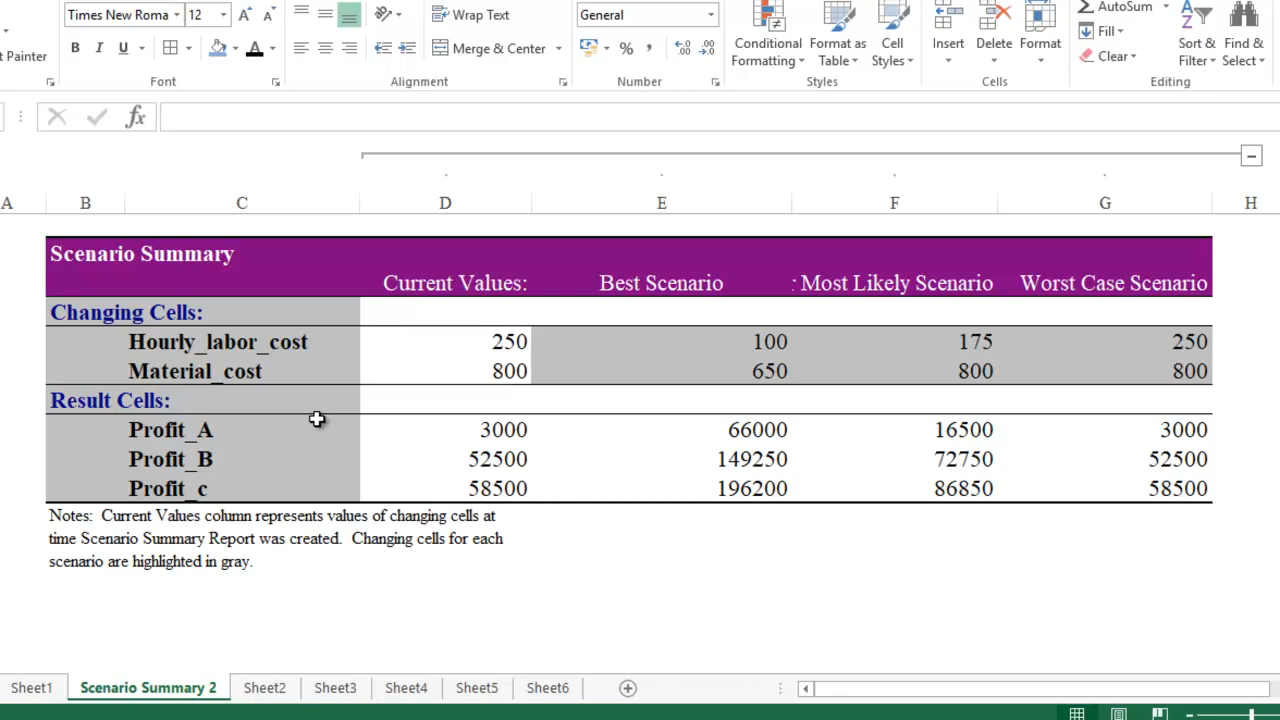 Times New Roma 12 Wrap Text General AutoSum
B I U Merge & Center % , Conditional Formatting Format as Table Cell Styles Insert Delete Format Fill Sort & Filter Find & Select
t Painter Clear
Font Alignment Number Styles Cells Editing
fx
A B C D E F G H
Scenario Summary
Current Values: Best Scenario : Most Likely Scenario Worst Case Scenario
Changing Cells:
Hourly_labor_cost 250 100 175 250
Material_cost 800 650 800 800
Result Cells:
Profit_A 3000 66000 16500 3000
Profit_B 52500 149250 72750 52500
Profit_c 58500 196200 86850 58500
Notes: Current Values column represents values of changing cells at
time Scenario Summary Report was created. Changing cells for each
scenario are highlighted in gray.
Sheet1 Scenario Summary 2 Sheet2 Sheet3 Sheet4 Sheet5 Sheet6